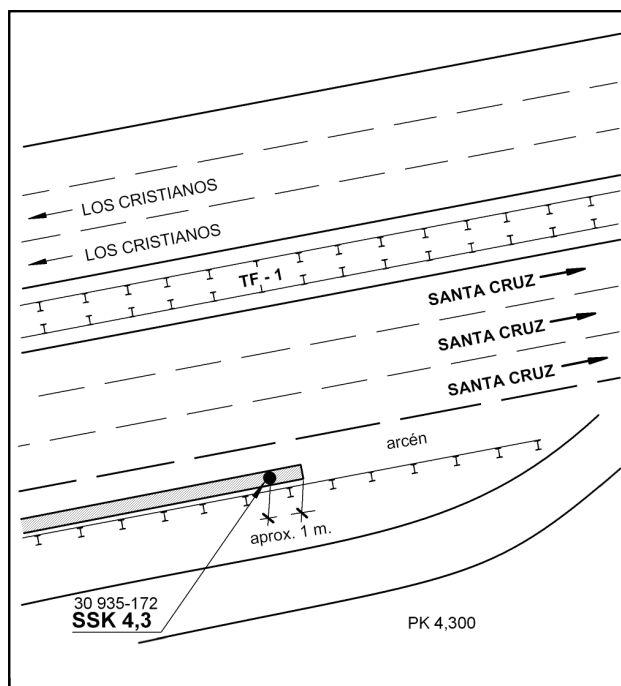 LOS CRISTIANOS
LOS CRISTIANOS
TF - 1
SANTA CRUZ
SANTA CRUZ
SANTA CRUZ
arcén
aprox. 1 m.
30 935-172
SSK 4,3
PK 4,300